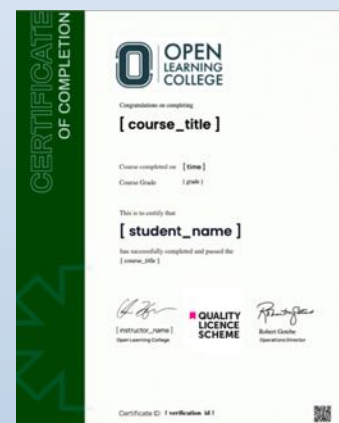 CERTIFICATE
OF COMPLETION
OPEN
LEARNING
COLLEGE
Congratulations on completing
[ course_title ]
Course completed on [ time ]
Course Grade [ grade ]
This is to certify that
[ student_name ]
has successfully completed and passed the
[ course_title ]
[ instructor_name ]
Open Learning College
QUALITY
LICENCE
SCHEME
Operations Director
Certificate ID: [ verification_id ]